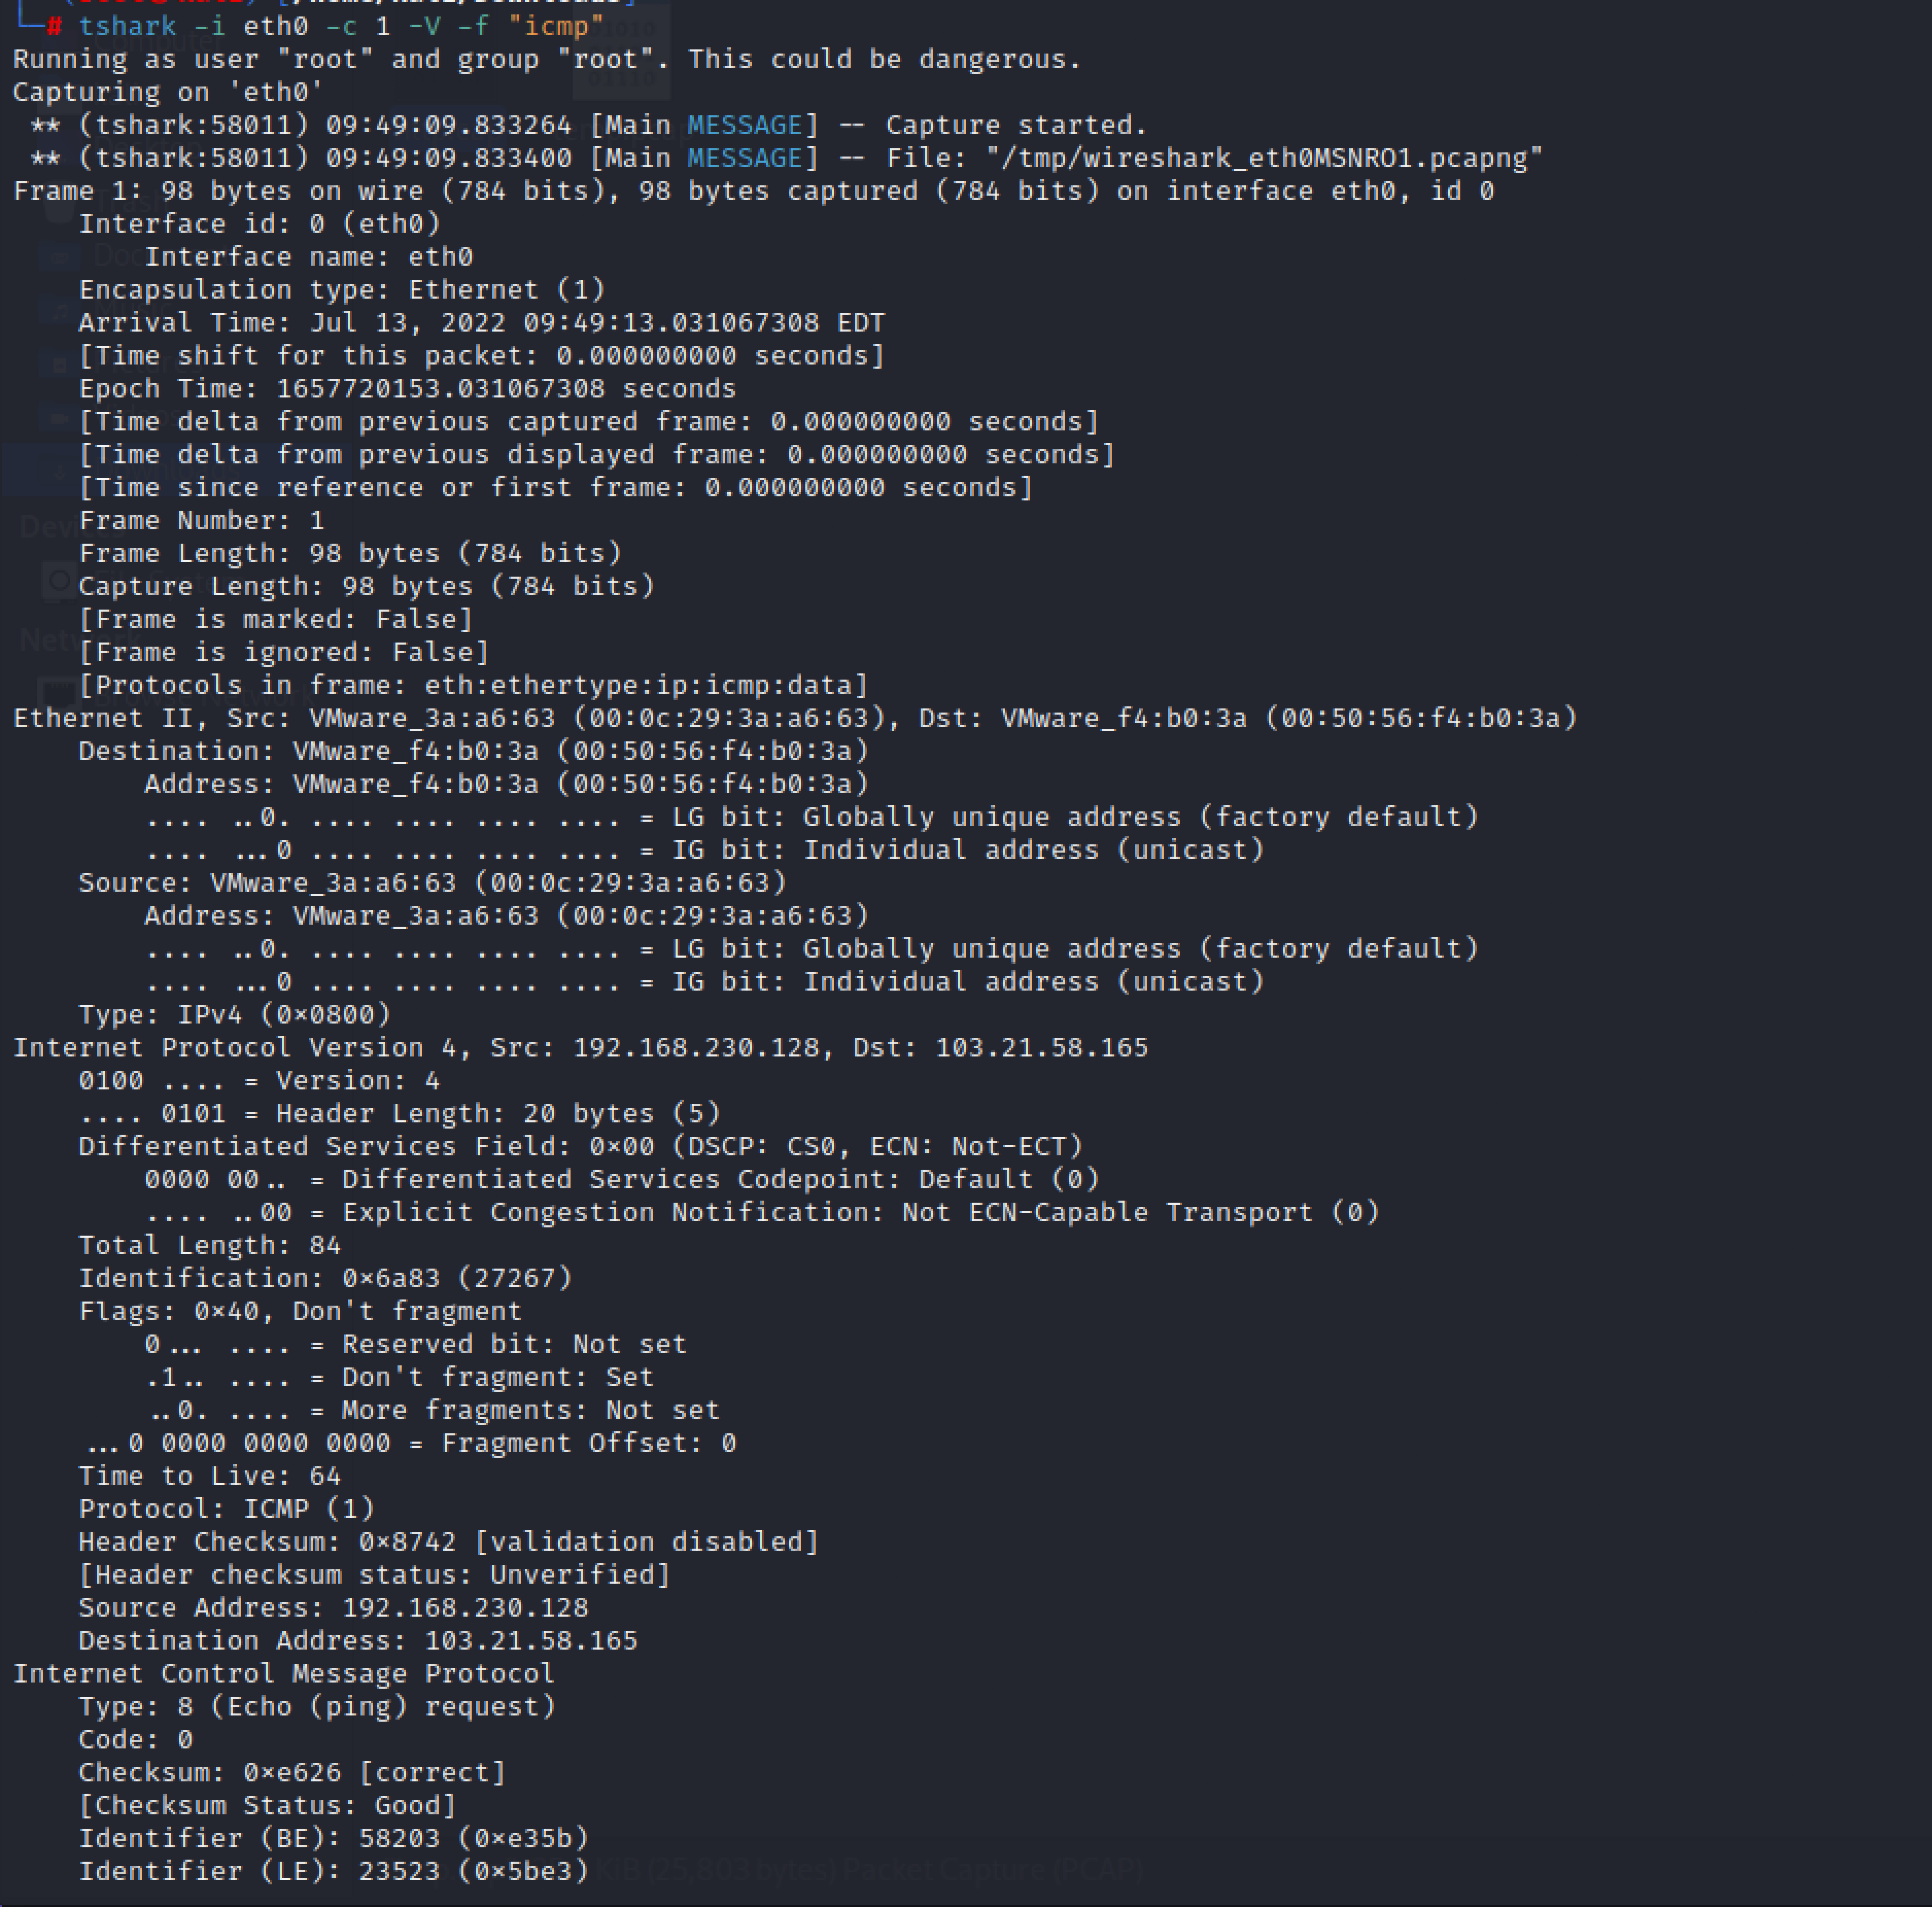 └─# tshark -i eth0 -c 1 -V -f "icmp"
Running as user "root" and group "root". This could be dangerous.
Capturing on 'eth0'
 ** (tshark:58011) 09:49:09.833264 [Main MESSAGE] -- Capture started.
 ** (tshark:58011) 09:49:09.833400 [Main MESSAGE] -- File: "/tmp/wireshark_eth0MSNRO1.pcapng"
Frame 1: 98 bytes on wire (784 bits), 98 bytes captured (784 bits) on interface eth0, id 0
    Interface id: 0 (eth0)
        Interface name: eth0
    Encapsulation type: Ethernet (1)
    Arrival Time: Jul 13, 2022 09:49:13.031067308 EDT
    [Time shift for this packet: 0.000000000 seconds]
    Epoch Time: 1657720153.031067308 seconds
    [Time delta from previous captured frame: 0.000000000 seconds]
    [Time delta from previous displayed frame: 0.000000000 seconds]
    [Time since reference or first frame: 0.000000000 seconds]
    Frame Number: 1
    Frame Length: 98 bytes (784 bits)
    Capture Length: 98 bytes (784 bits)
    [Frame is marked: False]
    [Frame is ignored: False]
    [Protocols in frame: eth:ethertype:ip:icmp:data]
Ethernet II, Src: VMware_3a:a6:63 (00:0c:29:3a:a6:63), Dst: VMware_f4:b0:3a (00:50:56:f4:b0:3a)
    Destination: VMware_f4:b0:3a (00:50:56:f4:b0:3a)
        Address: VMware_f4:b0:3a (00:50:56:f4:b0:3a)
        .... ..0. .... .... .... .... = LG bit: Globally unique address (factory default)
        .... ...0 .... .... .... .... = IG bit: Individual address (unicast)
    Source: VMware_3a:a6:63 (00:0c:29:3a:a6:63)
        Address: VMware_3a:a6:63 (00:0c:29:3a:a6:63)
        .... ..0. .... .... .... .... = LG bit: Globally unique address (factory default)
        .... ...0 .... .... .... .... = IG bit: Individual address (unicast)
    Type: IPv4 (0x0800)
Internet Protocol Version 4, Src: 192.168.230.128, Dst: 103.21.58.165
    0100 .... = Version: 4
    .... 0101 = Header Length: 20 bytes (5)
    Differentiated Services Field: 0x00 (DSCP: CS0, ECN: Not-ECT)
        0000 00.. = Differentiated Services Codepoint: Default (0)
        .... ..00 = Explicit Congestion Notification: Not ECN-Capable Transport (0)
    Total Length: 84
    Identification: 0x6a83 (27267)
    Flags: 0x40, Don't fragment
        0... .... = Reserved bit: Not set
        .1.. .... = Don't fragment: Set
        ..0. .... = More fragments: Not set
    ...0 0000 0000 0000 = Fragment Offset: 0
    Time to Live: 64
    Protocol: ICMP (1)
    Header Checksum: 0x8742 [validation disabled]
    [Header checksum status: Unverified]
    Source Address: 192.168.230.128
    Destination Address: 103.21.58.165
Internet Control Message Protocol
    Type: 8 (Echo (ping) request)
    Code: 0
    Checksum: 0xe626 [correct]
    [Checksum Status: Good]
    Identifier (BE): 58203 (0xe35b)
    Identifier (LE): 23523 (0x5be3)